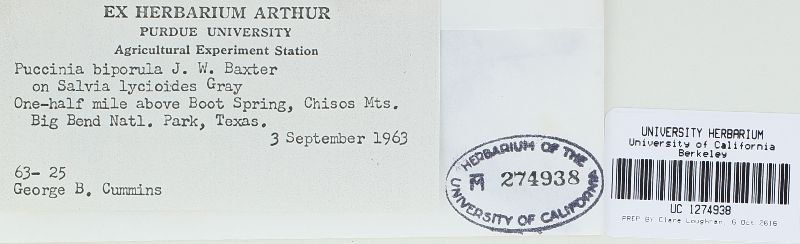 EX HERBARIUM ARTHUR
PURDUE UNIVERSITY
Agricultural Experiment Station
Puccinia biporula J. W. Baxter
on Salvia lycioides Gray
One-half mile above Boot Spring, Chisos Mts.
Big Bend Natl. Park, Texas.
3 September 1963
63- 25
George B. Cummins
HERBARIUM OF THE
M 274938
UNIVERSITY OF CALIFORNIA
UNIVERSITY HERBARIUM
University of California
Berkeley
UC 1274938
PREP BY Clare Loughran, 6 Oct 2016